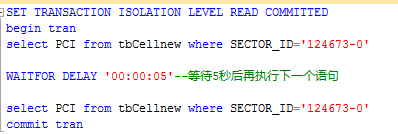 SET TRANSACTION ISOLATION LEVEL READ COMMITTED
begin tran
select PCI from tbCellnew where SECTOR_ID='124673-0'
WAITFOR DELAY '00:00:05'--等待5秒后再执行下一个语句
select PCI from tbCellnew where SECTOR_ID='124673-0'
commit tran